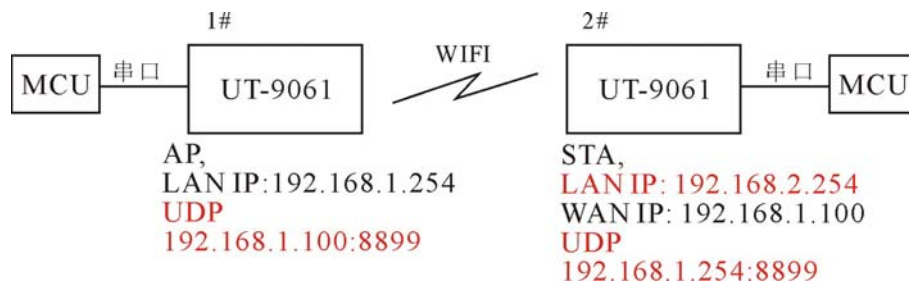 1#
2#
MCU
串口
UT-9061
WIFI
UT-9061
串口
MCU
AP,
LAN IP:192.168.1.254
UDP
192.168.1.100:8899
STA,
LAN IP: 192.168.2.254
WAN IP: 192.168.1.100
UDP
192.168.1.254:8899